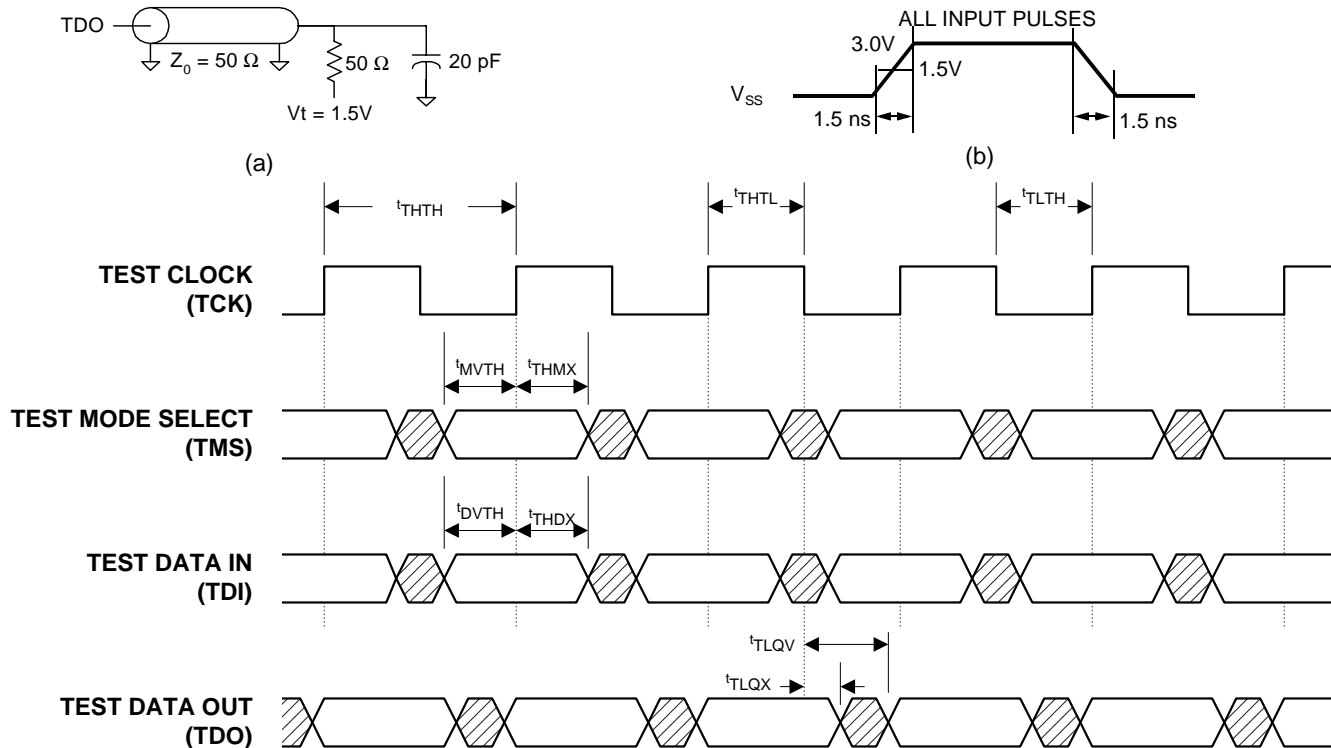 TDO
Z0 = 50 Ω
50 Ω
20 pF
Vt = 1.5V
(a)
ALL INPUT PULSES
3.0V
1.5V
VSS
1.5 ns
1.5 ns
(b)
tTHTH
tTHTL
tTLTH
TEST CLOCK
(TCK)
tMVTH
tTHMX
TEST MODE SELECT
(TMS)
tDVTH
tTHDX
TEST DATA IN
(TDI)
tTLQV
tTLQX
TEST DATA OUT
(TDO)